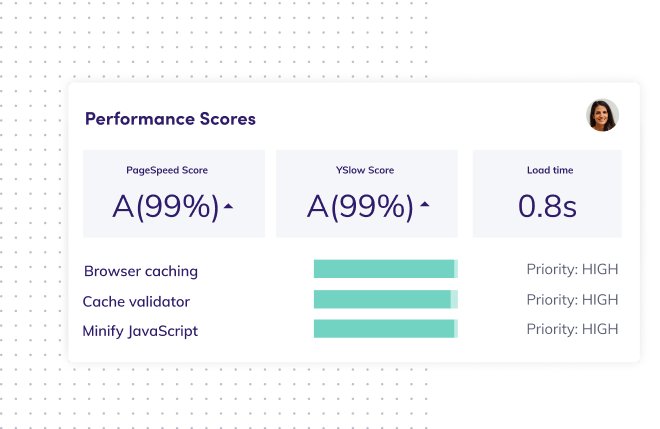 Performance Scores
PageSpeed Score
YSlow Score
Load time
A(99%)
A(99%)
0.8s
Browser caching
Priority: HIGH
Cache validator
Priority: HIGH
Minify JavaScript
Priority: HIGH